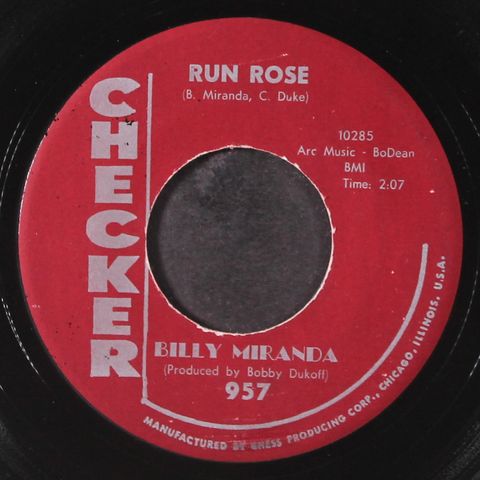 RUN ROSE
(B. Miranda, C. Duke)
CHECKER
10285
Arc Music - BoDean
BMI
Time: 2:07
BILLY MIRANDA
(Produced by Bobby Dukoff)
957
MANUFACTURED BY CHESS PRODUCING CORP., CHICAGO, ILLINOIS, U.S.A.